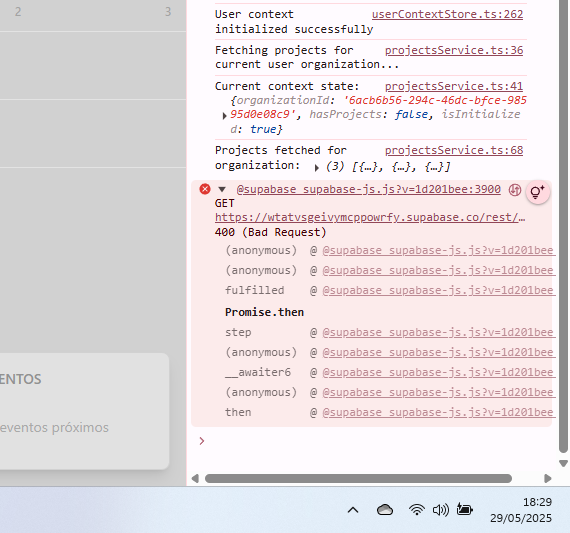 2 3
User context userContextStore.ts:262
initialized successfully
Fetching projects for projectsService.ts:36
current user organization...
Current context state: projectsService.ts:41
{organizationId: '6acb6b56-294c-46dc-bfce-985
95d0e08c9', hasProjects: false, isInitialize
d: true}
Projects fetched for projectsService.ts:68
organization: (3) [{…}, {…}, {…}]
@supabase_supabase-js.js?v=1d201bee:3900
GET
https://wtatvsgeivymcppowrfy.supabase.co/rest/…
400 (Bad Request)
(anonymous) @ @supabase_supabase-js.js?v=1d201bee
(anonymous) @ @supabase_supabase-js.js?v=1d201bee
fulfilled @ @supabase_supabase-js.js?v=1d201bee
Promise.then
step @ @supabase_supabase-js.js?v=1d201bee
(anonymous) @ @supabase_supabase-js.js?v=1d201bee
__awaiter6 @ @supabase_supabase-js.js?v=1d201bee
(anonymous) @ @supabase_supabase-js.js?v=1d201bee
then @ @supabase_supabase-js.js?v=1d201bee
ENTOS
eventos próximos
18:29
29/05/2025